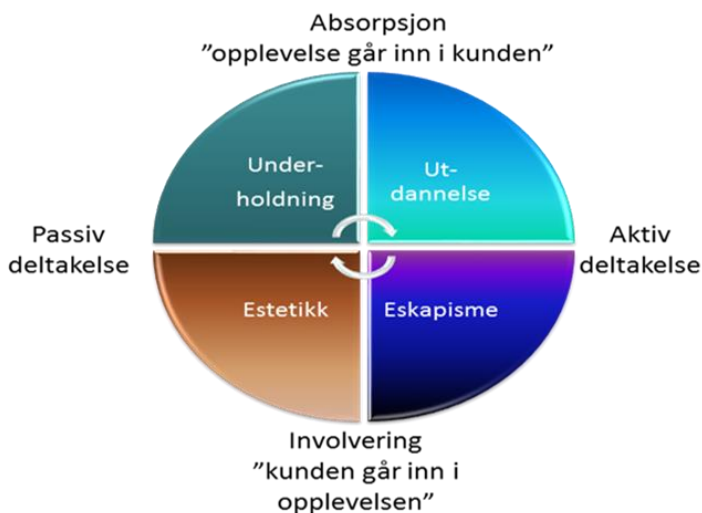 Absorpsjon
”opplevelse går inn i kunden”
Under-
holdning
Ut-
dannelse
Passiv
deltakelse
Aktiv
deltakelse
Estetikk
Eskapisme
Involvering
”kunden går inn i
opplevelsen”